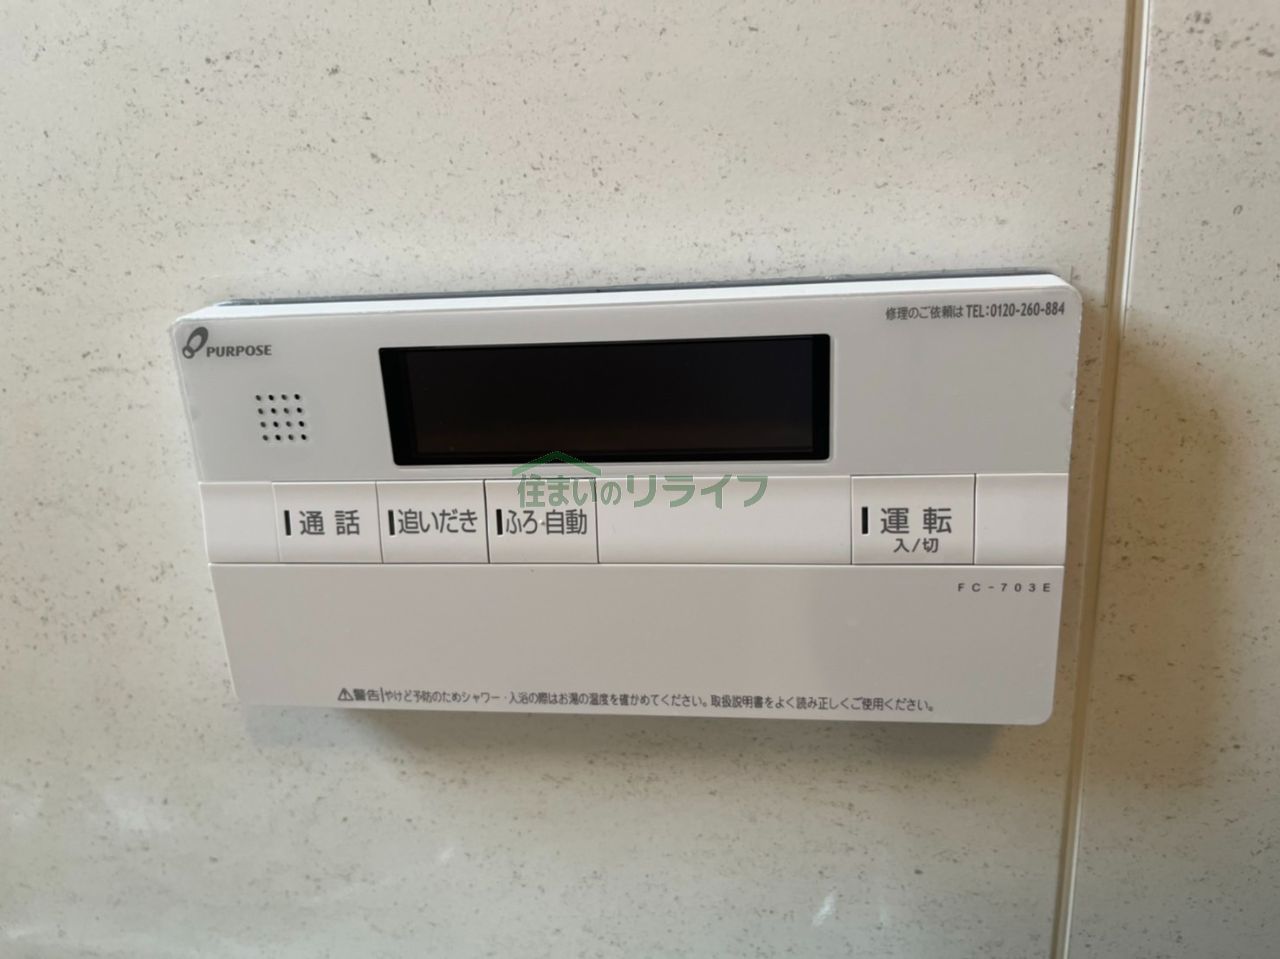 修理のご依頼は TEL:0120-260-884
PURPOSE
住まいのリライフ
通話
追いだき
ふろ自動
運転
入/切
FC-703E
⚠警告 やけど予防のためシャワー・入浴の際はお湯の温度を確かめてください。取扱説明書をよく読み正しくご使用ください。